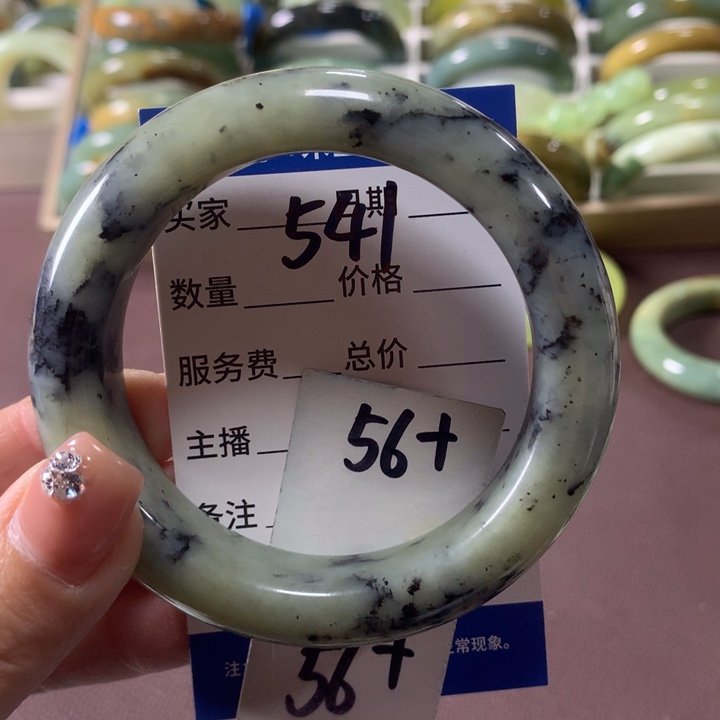 买家 日期
541
数量 价格
服务费 总价
主播
56+
备注
常现象。
注
56+